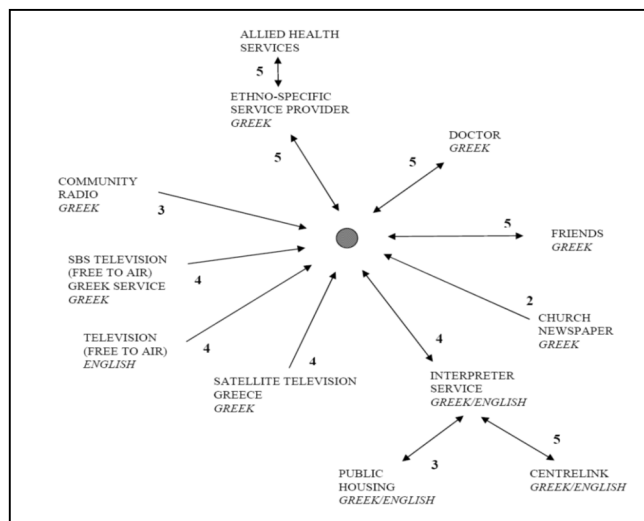 ALLIED HEALTH
SERVICES
5
ETHNO-SPECIFIC
SERVICE PROVIDER
GREEK
5
DOCTOR
GREEK
5
COMMUNITY
RADIO
GREEK
3
5
FRIENDS
GREEK
SBS TELEVISION
(FREE TO AIR)
GREEK SERVICE
GREEK
4
2
CHURCH
NEWSPAPER
GREEK
TELEVISION
(FREE TO AIR)
ENGLISH
4
4
SATELLITE TELEVISION
GREECE
GREEK
4
INTERPRETER
SERVICE
GREEK/ENGLISH
3
5
PUBLIC
HOUSING
GREEK/ENGLISH
CENTRELINK
GREEK/ENGLISH